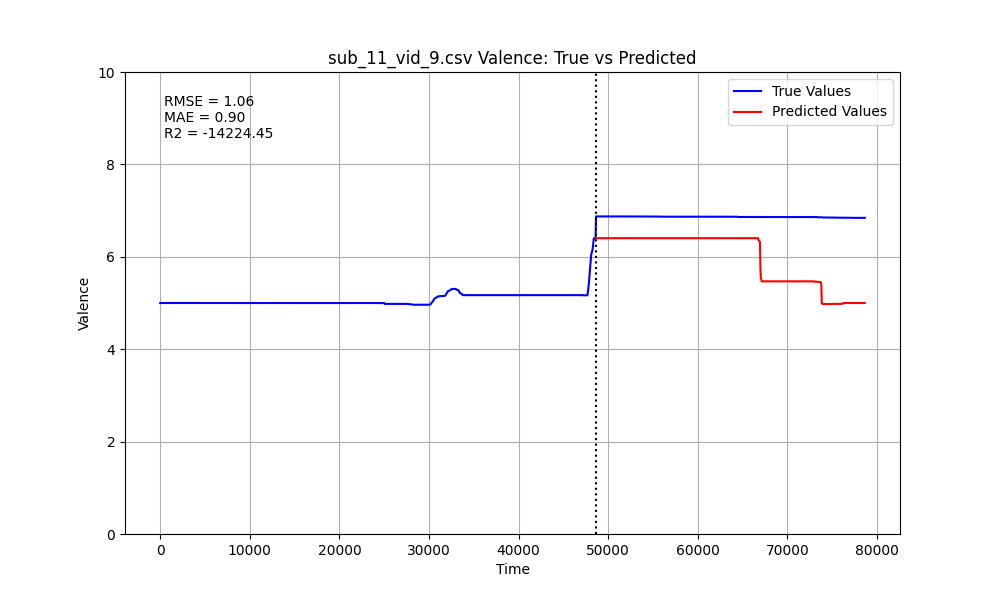 sub_11_vid_9.csv Valence: True vs Predicted
RMSE = 1.06
MAE = 0.90
R2 = -14224.45
True Values
Predicted Values
Valence
10
8
6
4
2
0
0 10000 20000 30000 40000 50000 60000 70000 80000
Time